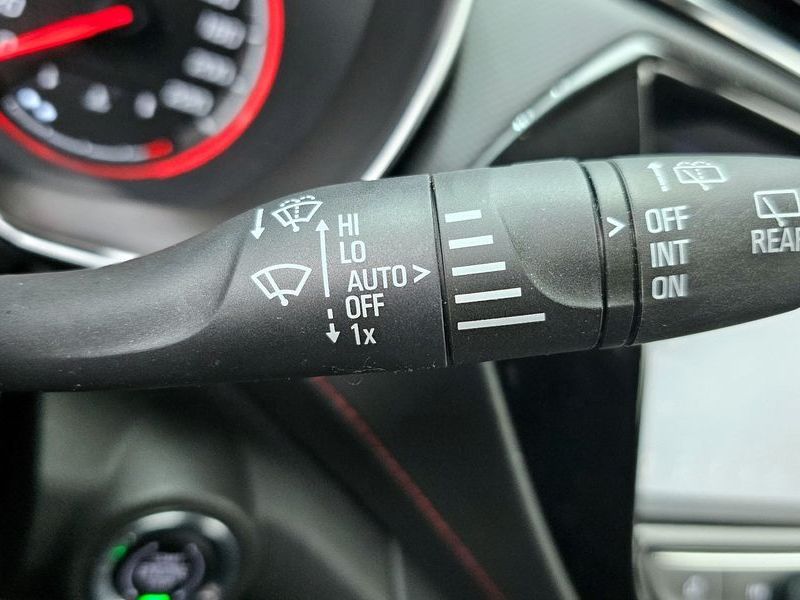 HI
LO
AUTO >
OFF
1x
> OFF
INT
ON
REAR